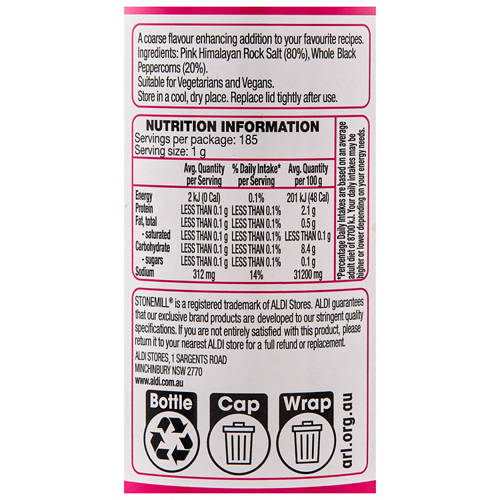 A coarse flavour enhancing addition to your favourite recipes.
Ingredients: Pink Himalayan Rock Salt (80%), Whole Black
Peppercorns (20%).
Suitable for Vegetarians and Vegans.
Store in a cool, dry place. Replace lid tightly after use.
NUTRITION INFORMATION
Servings per package: 185
Serving size: 1 g
Avg. Quantity per Serving % Daily Intake* per Serving Avg. Quantity per 100 g
Energy 2 kJ (0 Cal) 0.1% 201 kJ (48 Cal)
Protein LESS THAN 0.1 g LESS THAN 0.1% 2.1 g
Fat, total LESS THAN 0.1 g LESS THAN 0.1% 0.5 g
- saturated LESS THAN 0.1 g LESS THAN 0.1% LESS THAN 0.1 g
Carbohydrate LESS THAN 0.1 g LESS THAN 0.1% 8.4 g
- sugars LESS THAN 0.1 g LESS THAN 0.1% 0.1 g
Sodium 312 mg 14% 31200 mg
*Percentage Daily Intakes are based on an average
adult diet of 8700 kJ. Your daily intakes may be
higher or lower depending on your energy needs.
STONEMILL® is a registered trademark of ALDI Stores. ALDI guarantees
that our exclusive brand products are developed to our stringent quality
specifications. If you are not entirely satisfied with this product, please
return it to your nearest ALDI store for a full refund or replacement.
ALDI STORES, 1 SARGENTS ROAD
MINCHINBURY NSW 2770
www.aldi.com.au
Bottle Cap Wrap
arl.org.au